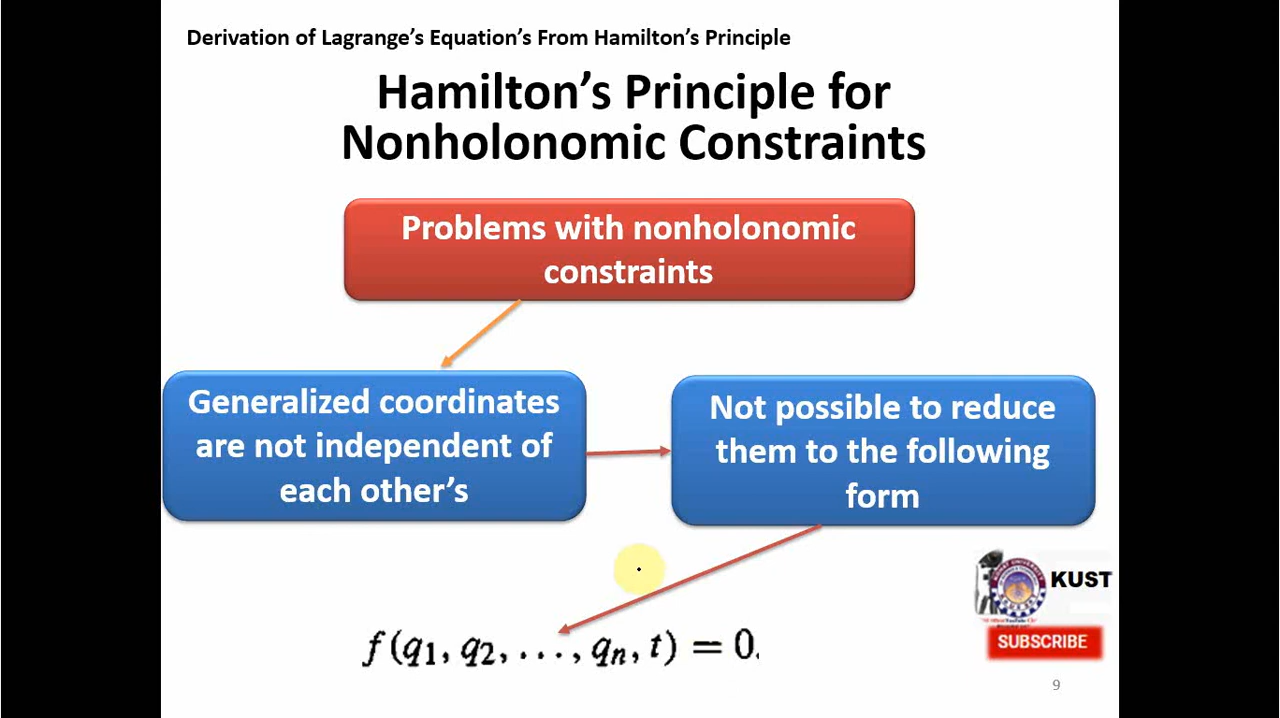 Derivation of Lagrange's Equation's From Hamilton's Principle
Hamilton's Principle for
Nonholonomic Constraints
Problems with nonholonomic
constraints
Generalized coordinates
are not independent of
each other's
Not possible to reduce
them to the following
form
f(q₁, q₂, ..., qₙ, t) = 0.
KUST
SUBSCRIBE
9